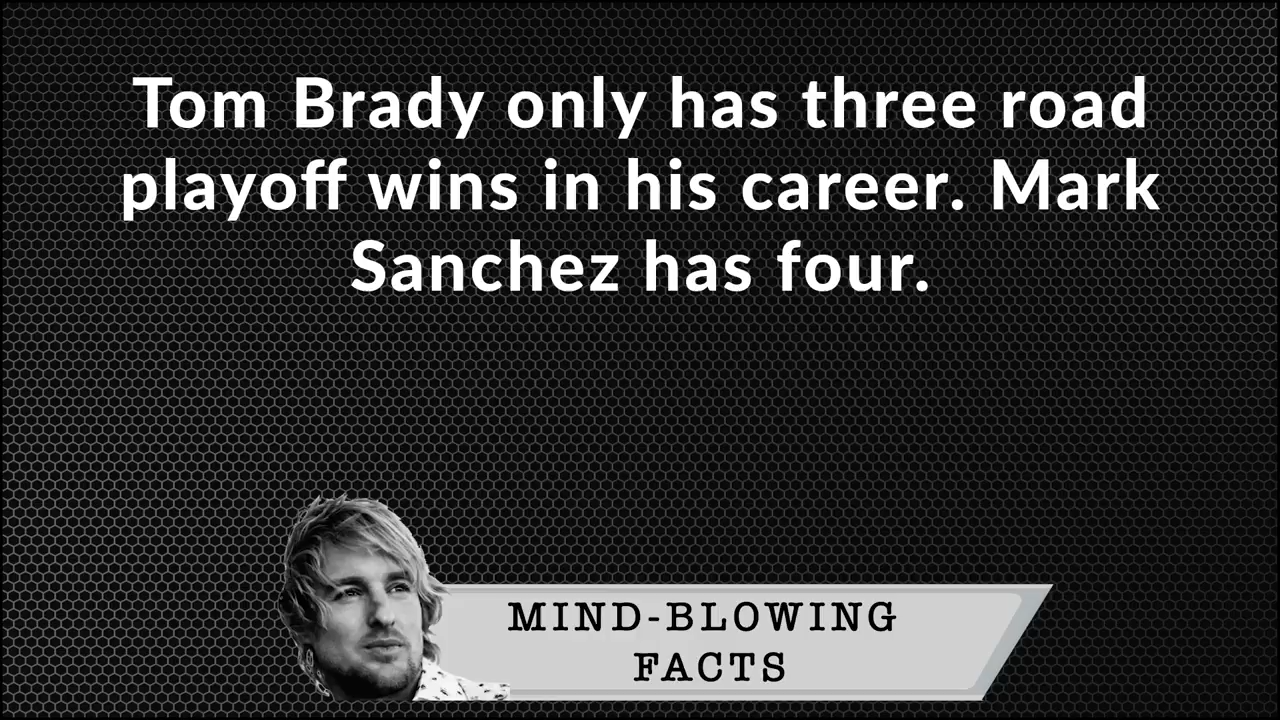 Tom Brady only has three road
playoff wins in his career. Mark
Sanchez has four.
MIND-BLOWING
FACTS